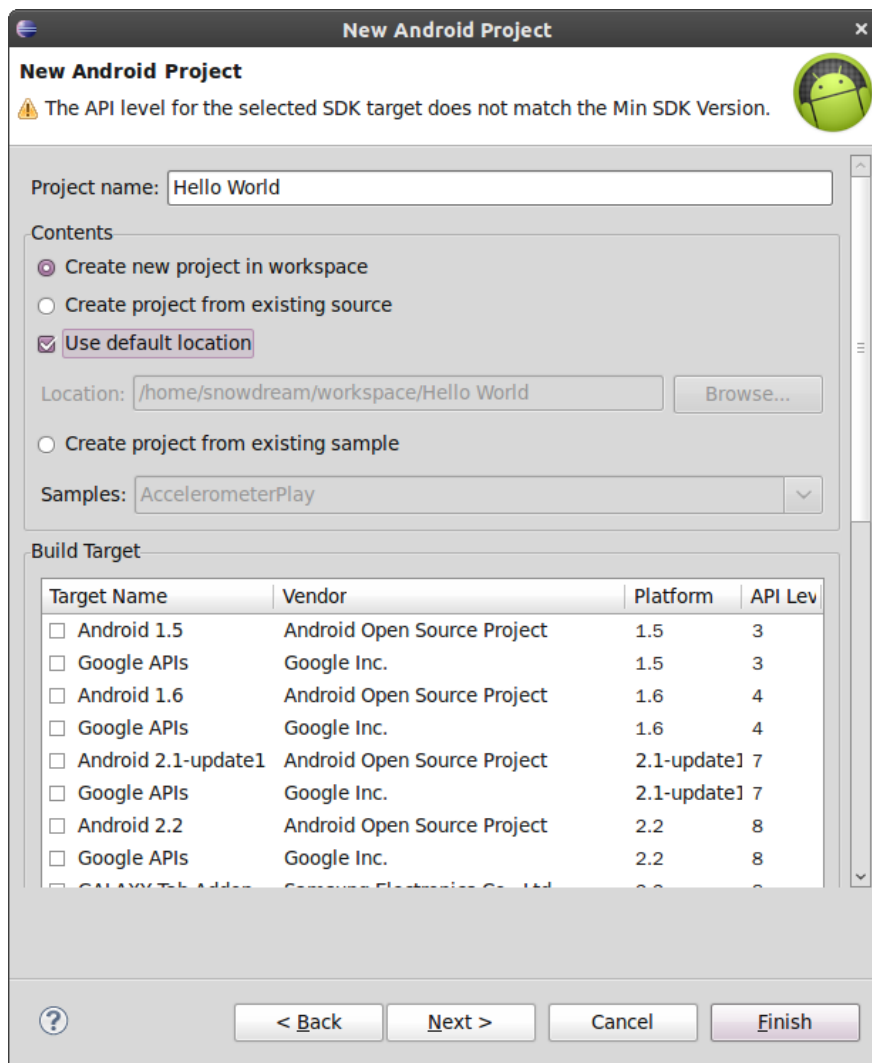 New Android Project
New Android Project
The API level for the selected SDK target does not match the Min SDK Version.
Project name: Hello World
Contents
Create new project in workspace
Create project from existing source
Use default location
Location: /home/snowdream/workspace/Hello World Browse...
Create project from existing sample
Samples: AccelerometerPlay
Build Target
Target Name Vendor Platform API Lev
Android 1.5 Android Open Source Project 1.5 3
Google APIs Google Inc. 1.5 3
Android 1.6 Android Open Source Project 1.6 4
Google APIs Google Inc. 1.6 4
Android 2.1-update1 Android Open Source Project 2.1-update1 7
Google APIs Google Inc. 2.1-update1 7
Android 2.2 Android Open Source Project 2.2 8
Google APIs Google Inc. 2.2 8
< Back Next > Cancel Finish